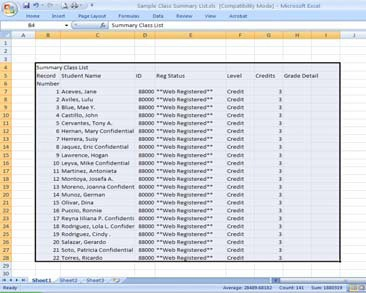 Sample Class Summary List.xls [Compatibility Mode] - Microsoft Excel
Home Insert Page Layout Formulas Data Review View
B4 fx Summary Class List
A B C D E F G H I J
1
2
3
4 Summary Class List
5 Record Student Name ID Reg Status Level Credits Grade Detail
6 Number
7 1 Aceves, Jane 88000 **Web Registered** Credit 3
8 2 Aviles, Lulu 88000 **Web Registered** Credit 3
9 3 Blue, Mae Y. 88000 **Web Registered** Credit 3
10 4 Castillo, John 88000 **Web Registered** Credit 3
11 5 Cervantes, Tony A. 88000 **Web Registered** Credit 3
12 6 Hernan, Mary Confidential 88000 **Web Registered** Credit 3
13 7 Herrera, Susy 88000 **Web Registered** Credit 3
14 8 Jaquez, Eric Confidential 88000 **Web Registered** Credit 3
15 9 Lawrence, Hogan 88000 **Web Registered** Credit 3
16 10 Leyva, Mike Confidential 88000 **Web Registered** Credit 3
17 11 Martinez, Antonieta 88000 **Web Registered** Credit 3
18 12 Montoya, Josefa A. 88000 **Web Registered** Credit 3
19 13 Moreno, Joanna Confident 88000 **Web Registered** Credit 3
20 14 Munoz, German 88000 **Web Registered** Credit 3
21 15 Olivar, Dina 88000 **Web Registered** Credit 3
22 16 Puccio, Ronnie 88000 **Web Registered** Credit 3
23 17 Reyna Iliana P. Confidenti 88000 **Web Registered** Credit 3
24 18 Rodriguez, Lola L. Confider 88000 **Web Registered** Credit 3
25 19 Rodriguez, Cindy . 88000 **Web Registered** Credit 3
26 20 Salazar, Gerardo 88000 **Web Registered** Credit 3
27 21 Soto, Patricia Confidential 88000 **Web Registered** Credit 3
28 22 Torres, Ricardo 88000 **Web Registered** Credit 3
29
30
Sheet1 Sheet2 Sheet3
Ready Average: 28489.68182 Count: 141 Sum: 1880319